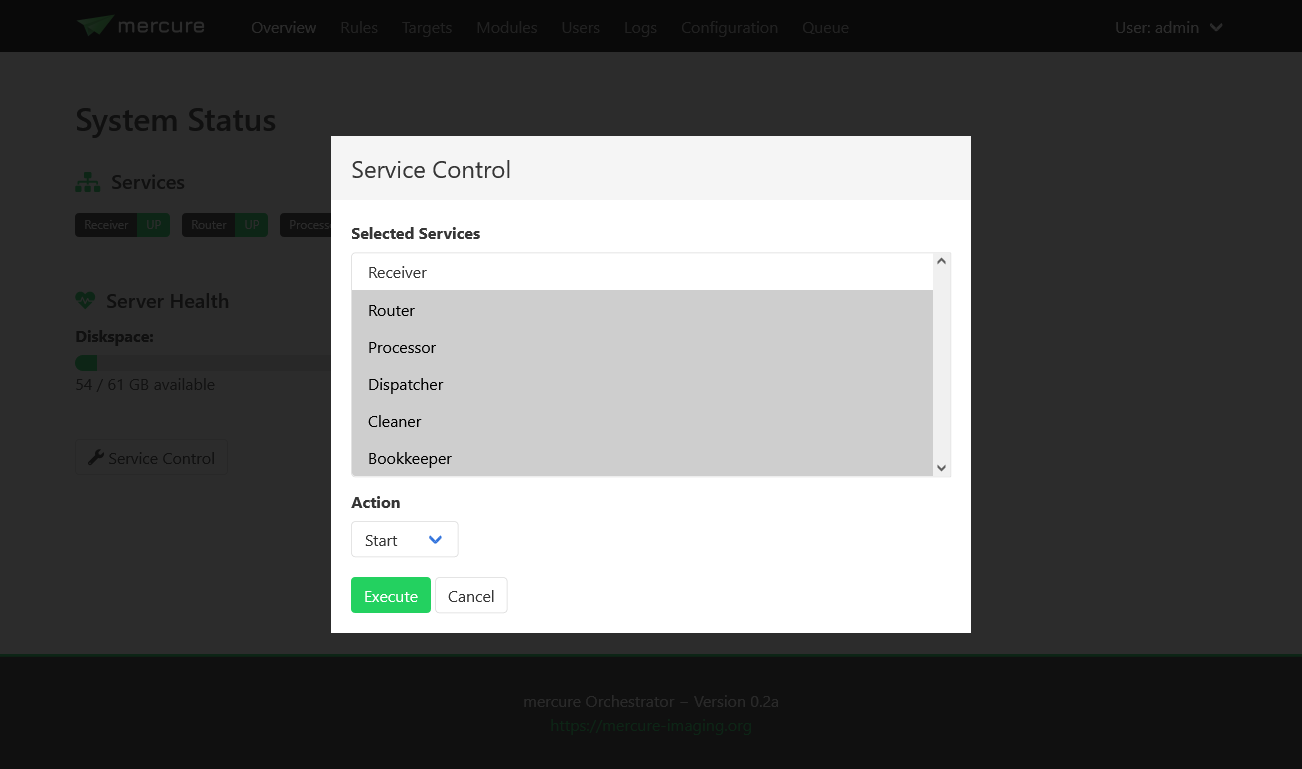 mercure Overview Rules Targets Modules Users Logs Configuration Queue User: admin
System Status
Services
Receiver UP Router UP
Server Health
Diskspace:
54 / 61 GB available
Service Control
Service Control
Selected Services
Receiver
Router
Processor
Dispatcher
Cleaner
Bookkeeper
Action
Start
Execute Cancel
mercure Orchestrator – Version 0.2a
https://mercure-imaging.org